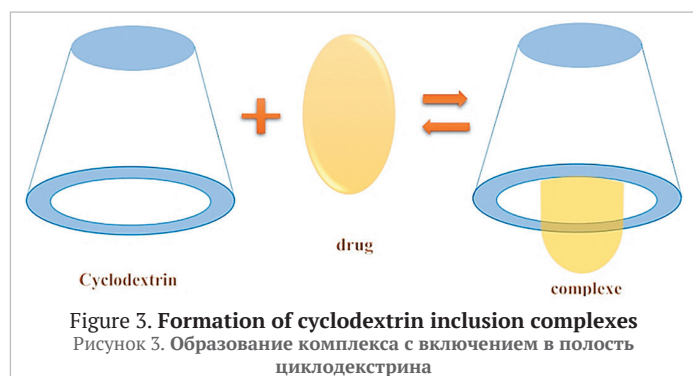 drug
Cyclodextrin
complexe
Figure 3. Formation of cyclodextrin inclusion complexes
Рисунок 3. Образование комплекса с включением в полость
циклодекстрина